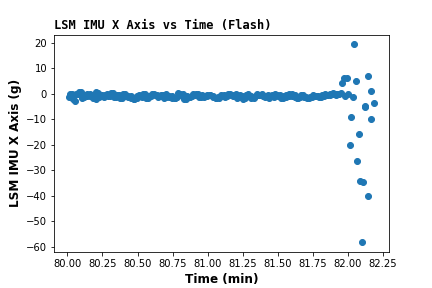 LSM IMU X Axis vs Time (Flash)
LSM IMU X Axis (g)
20
10
0
−10
−20
−30
−40
−50
−60
80.00 80.25 80.50 80.75 81.00 81.25 81.50 81.75 82.00 82.25
Time (min)